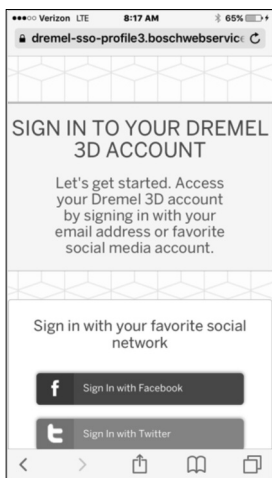 ●●●○○ Verizon LTE 8:17 AM 65%
dremel-sso-profile3.boschwebservic
SIGN IN TO YOUR DREMEL
3D ACCOUNT
Let's get started. Access
your Dremel 3D account
by signing in with your
email address or favorite
social media account.
Sign in with your favorite social
network
f Sign In with Facebook
t Sign In with Twitter